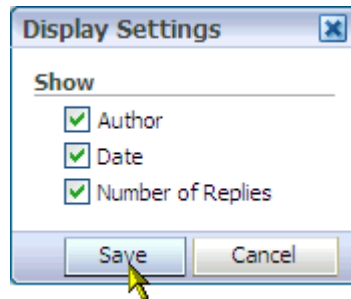 Display Settings
Show
Author
Date
Number of Replies
Save Cancel